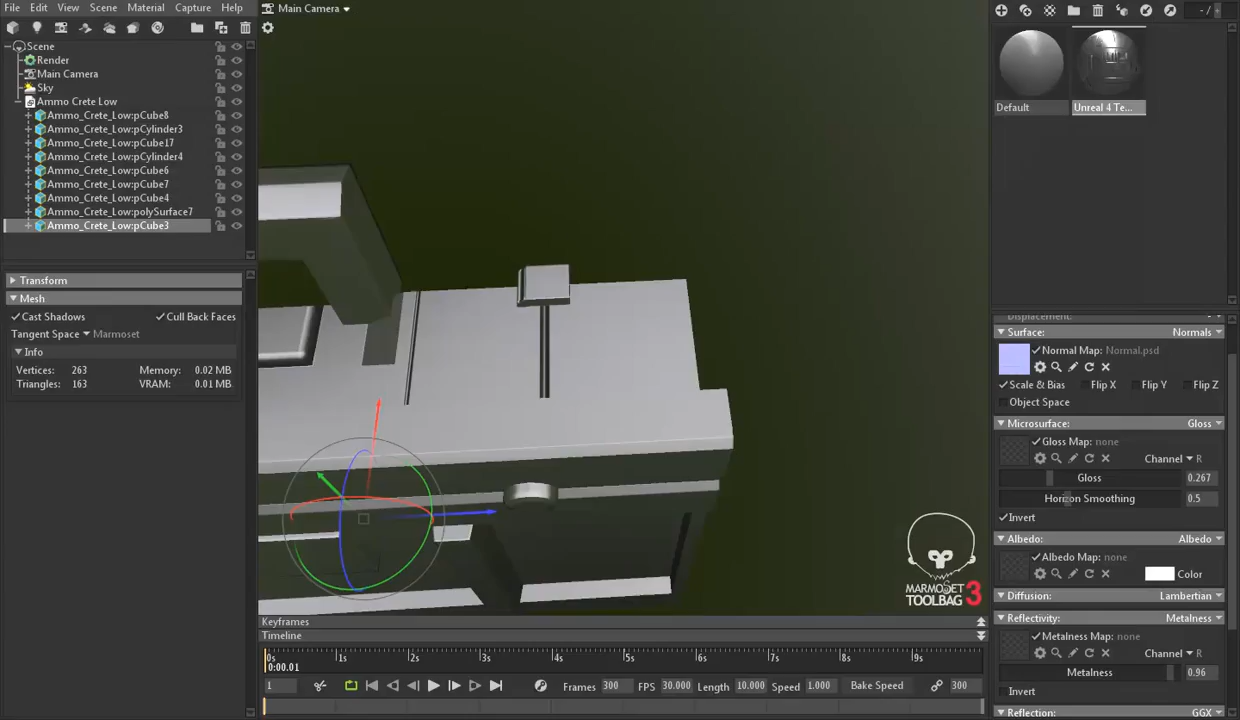 File Edit View Scene Material Capture Help
Main Camera
- /
Scene
Render
Main Camera
Sky
Ammo Crete Low
Ammo_Crete_Low:pCube8
Ammo_Crete_Low:pCylinder3
Ammo_Crete_Low:pCube17
Ammo_Crete_Low:pCylinder4
Ammo_Crete_Low:pCube6
Ammo_Crete_Low:pCube7
Ammo_Crete_Low:pCube4
Ammo_Crete_Low:polySurface7
Ammo_Crete_Low:pCube3
Transform
Mesh
Cast Shadows Cull Back Faces
Tangent Space Marmoset
Info
Vertices: 263 Memory: 0.02 MB
Triangles: 163 VRAM: 0.01 MB
MARMOSET
TOOLBAG 3
Keyframes
Timeline
0s 1s 2s 3s 4s 5s 6s 7s 8s 9s
0:00.01
1 Frames 300 FPS 30.000 Length 10.000 Speed 1.000 Bake Speed 300
Default Unreal 4 Te...
Displacement:
Surface: Normals
Normal Map: Normal.psd
Scale & Bias Flip X Flip Y Flip Z
Object Space
Microsurface: Gloss
Gloss Map: none
Channel R
Gloss 0.267
Horizon Smoothing 0.5
Invert
Albedo: Albedo
Albedo Map: none
Color
Diffusion: Lambertian
Reflectivity: Metalness
Metalness Map: none
Channel R
Metalness 0.96
Invert
Reflection: GGX